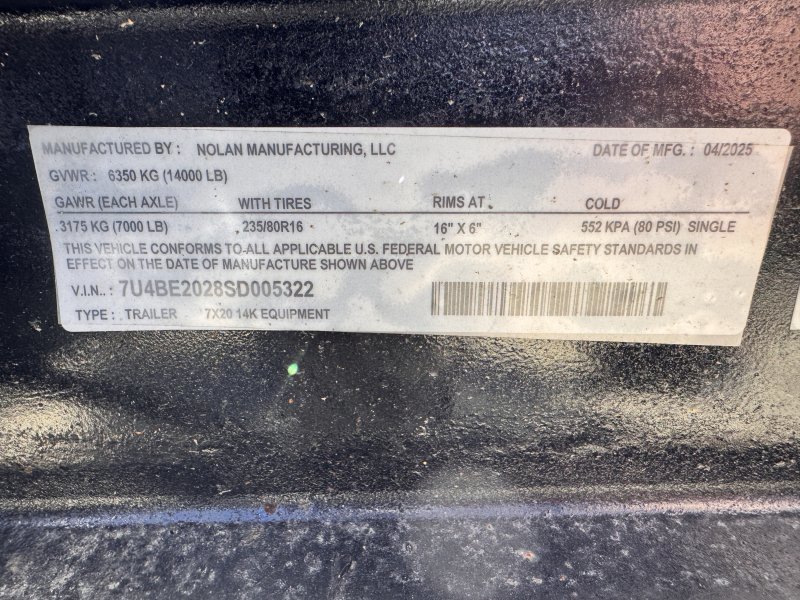 MANUFACTURED BY : NOLAN MANUFACTURING, LLC DATE OF MFG. : 04/2025
GVWR : 6350 KG (14000 LB)
GAWR (EACH AXLE) WITH TIRES RIMS AT COLD
3175 KG (7000 LB) 235/80R16 16" X 6" 552 KPA (80 PSI) SINGLE
THIS VEHICLE CONFORMS TO ALL APPLICABLE U.S. FEDERAL MOTOR VEHICLE SAFETY STANDARDS IN
EFFECT ON THE DATE OF MANUFACTURE SHOWN ABOVE
V.I.N.. : 7U4BE2028SD005322
TYPE : TRAILER 7X20 14K EQUIPMENT